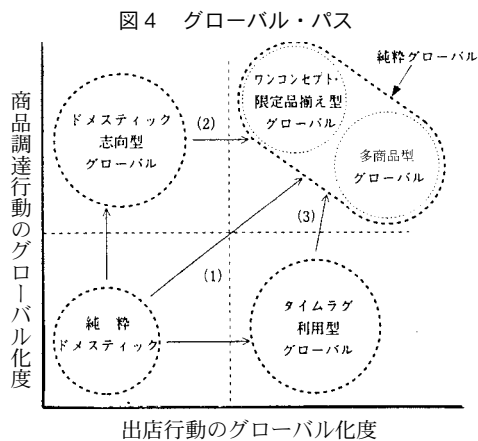 図4 グローバル・パス
純粋グローバル
ワンコンセプト・
限定品揃え型
グローバル
ドメスティック
志向型
グローバル
(2)
多商品型
グローバル
(3)
(1)
純 粋
ドメスティック
タイムラグ
利用型
グローバル
商品調達行動のグローバル化度
出店行動のグローバル化度